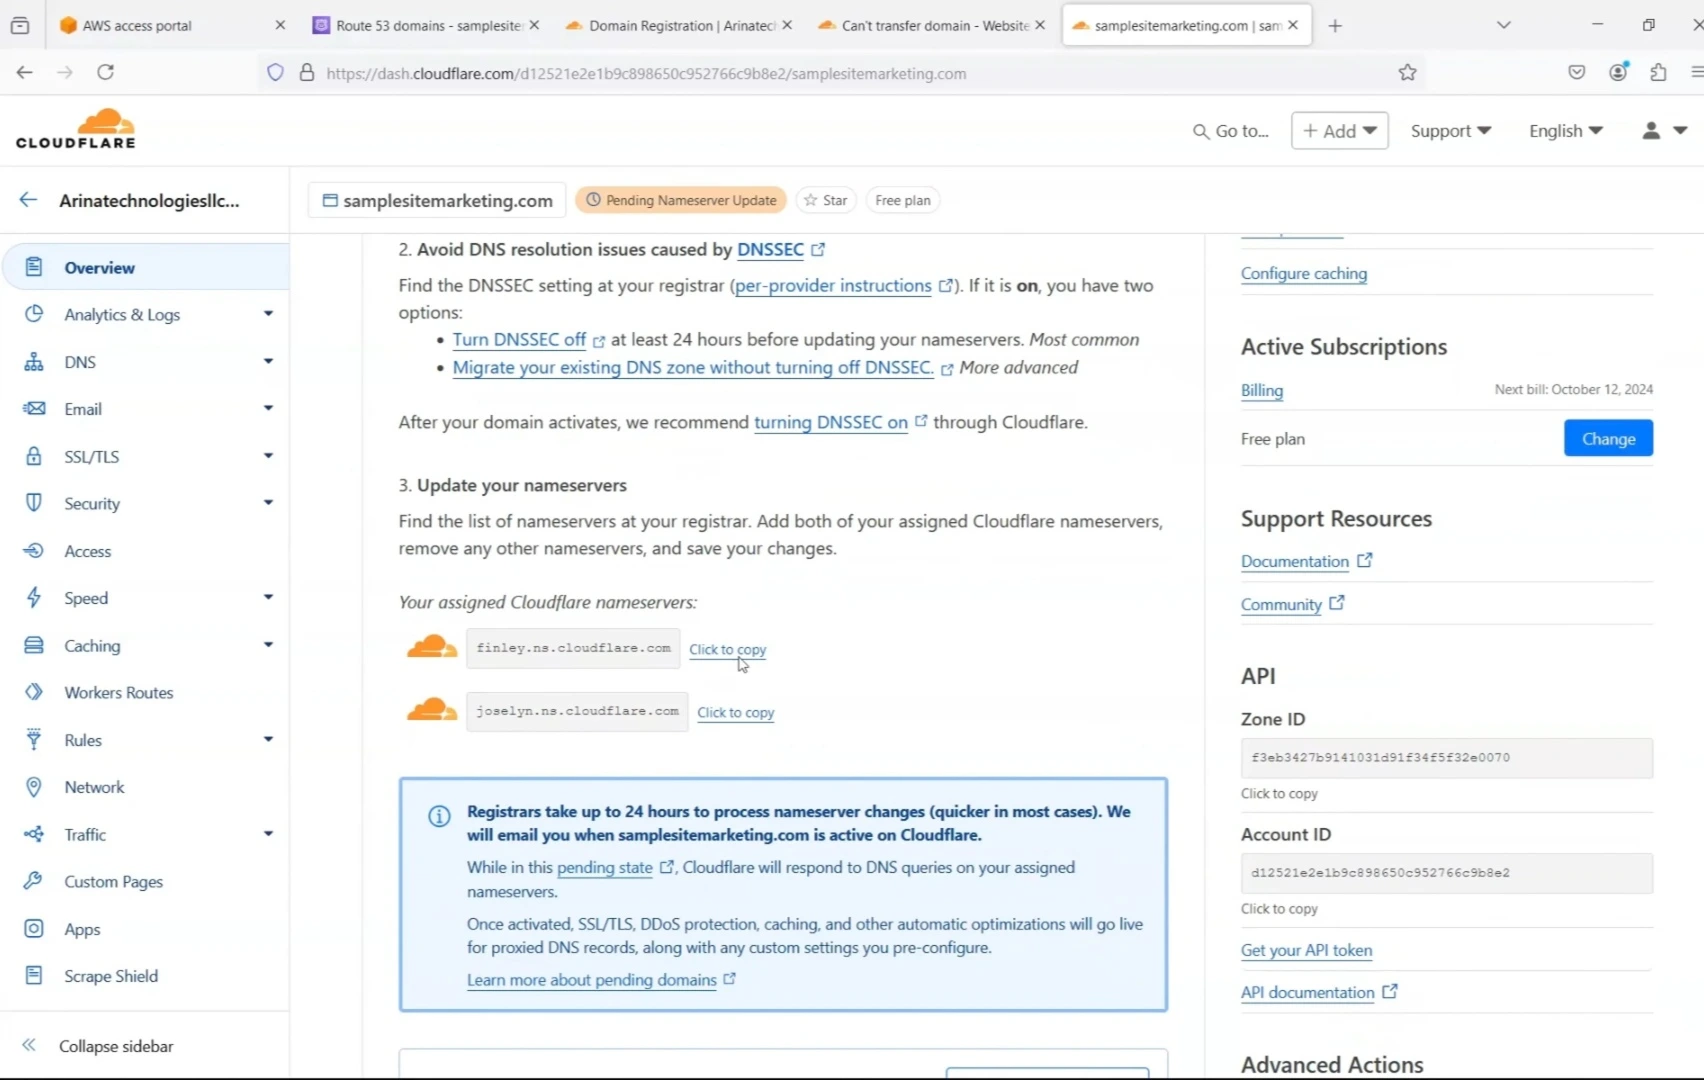 AWS access portal
Route 53 domains - samplesite
Domain Registration | Arinatec
Can't transfer domain - Website
samplesitemarketing.com | sam
https://dash.cloudflare.com/d12521e2e1b9c898650c952766c9b8e2/samplesitemarketing.com
CLOUDFLARE
Go to...
+ Add
Support
English
Arinatechnologiesllc...
samplesitemarketing.com
Pending Nameserver Update
Star
Free plan
Overview
Analytics & Logs
DNS
Email
SSL/TLS
Security
Access
Speed
Caching
Workers Routes
Rules
Network
Traffic
Custom Pages
Apps
Scrape Shield
Collapse sidebar
2. Avoid DNS resolution issues caused by DNSSEC
Find the DNSSEC setting at your registrar (per-provider instructions). If it is on, you have two
options:
• Turn DNSSEC off at least 24 hours before updating your nameservers. Most common
• Migrate your existing DNS zone without turning off DNSSEC. More advanced
After your domain activates, we recommend turning DNSSEC on through Cloudflare.
3. Update your nameservers
Find the list of nameservers at your registrar. Add both of your assigned Cloudflare nameservers,
remove any other nameservers, and save your changes.
Your assigned Cloudflare nameservers:
finley.ns.cloudflare.com Click to copy
joselyn.ns.cloudflare.com Click to copy
Registrars take up to 24 hours to process nameserver changes (quicker in most cases). We
will email you when samplesitemarketing.com is active on Cloudflare.
While in this pending state, Cloudflare will respond to DNS queries on your assigned
nameservers.
Once activated, SSL/TLS, DDoS protection, caching, and other automatic optimizations will go live
for proxied DNS records, along with any custom settings you pre-configure.
Learn more about pending domains
Configure caching
Active Subscriptions
Billing
Next bill: October 12, 2024
Free plan
Change
Support Resources
Documentation
Community
API
Zone ID
f3eb3427b9141031d91f34f5f32e0070
Click to copy
Account ID
d12521e2e1b9c898650c952766c9b8e2
Click to copy
Get your API token
API documentation
Advanced Actions